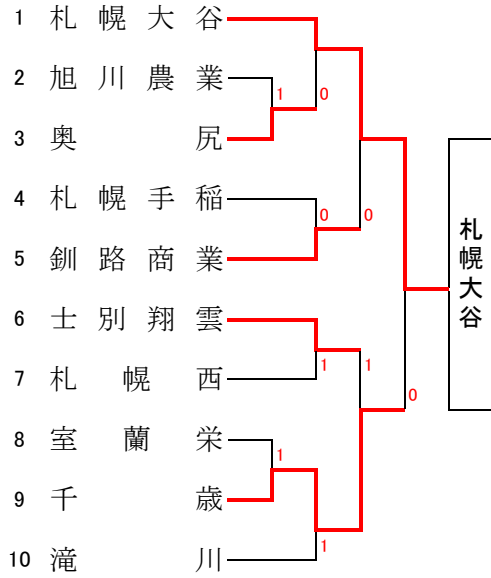 1 札幌大谷
2 旭川農業
1
0
3 奥尻
4 札幌手稲
0
0
5 釧路商業
6 士別翔雲
1
1
7 札幌西
0
8 室蘭栄
1
9 千歳
1
10 滝川
札幌大谷